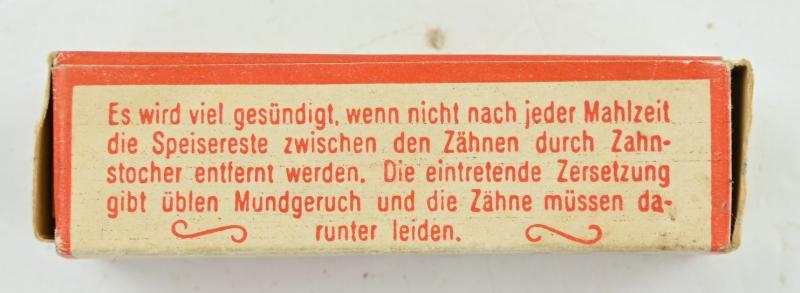 Es wird viel gesündigt, wenn nicht nach jeder Mahlzeit
die Speisereste zwischen den Zähnen durch Zahn-
stocher entfernt werden. Die eintretende Zersetzung
gibt üblen Mundgeruch und die Zähne müssen da-
runter leiden.